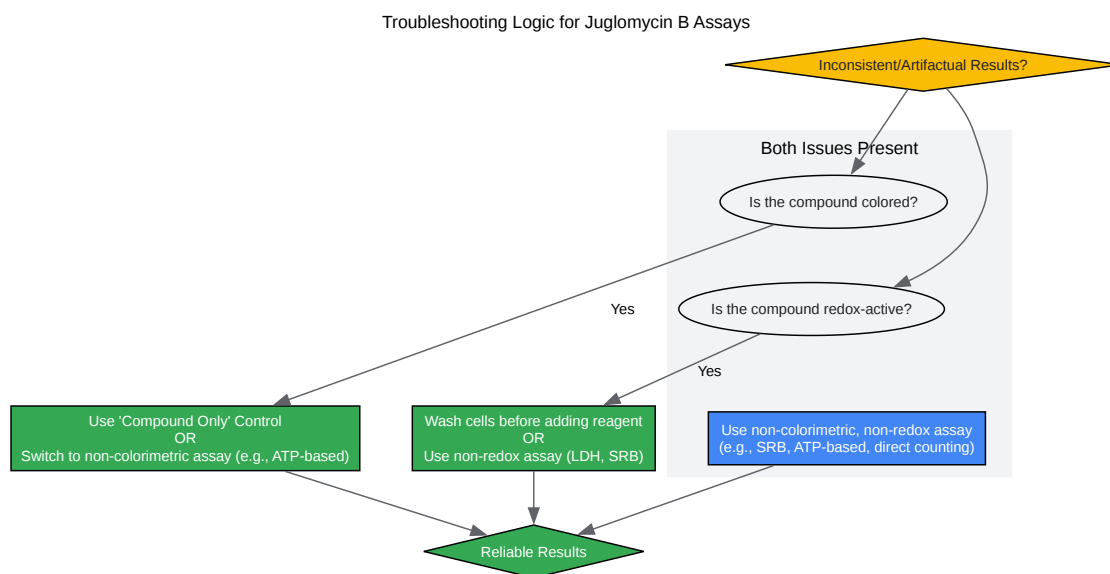 Troubleshooting Logic for Juglomycin B Assays
Inconsistent/Artifactual Results?
Both Issues Present
Is the compound colored?
Is the compound redox-active?
Yes
Yes
Use 'Compound Only' Control
OR
Switch to non-colorimetric assay (e.g., ATP-based)
Wash cells before adding reagent
OR
Use non-redox assay (LDH, SRB)
Use non-colorimetric, non-redox assay
(e.g., SRB, ATP-based, direct counting)
Reliable Results